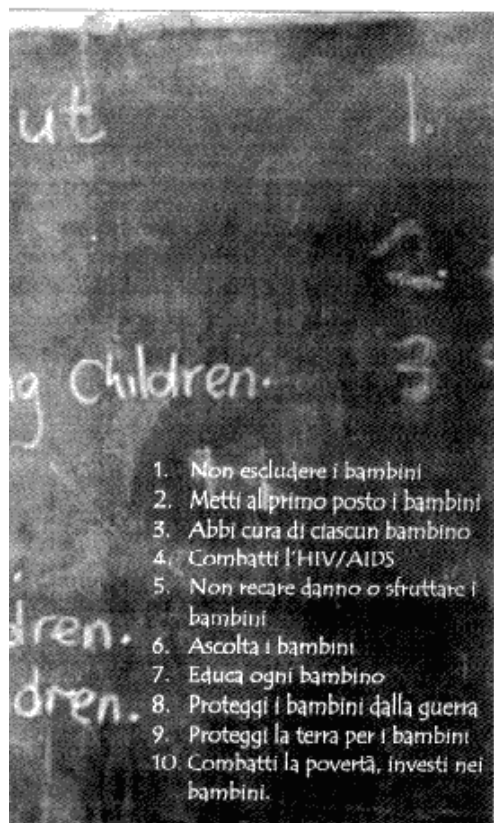 ut 1.
2.
g Children. 3
1. Non escludere i bambini
2. Metti al primo posto i bambini
3. Abbi cura di ciascun bambino
4. Combatti l'HIV/AIDS
5. Non recare danno o sfruttare i
bambini
6. Ascolta i bambini
7. Educa ogni bambino
8. Proteggi i bambini dalla guerra
9. Proteggi la terra per i bambini
10. Combatti la povertà, investi nei
bambini.
dren.
dren.